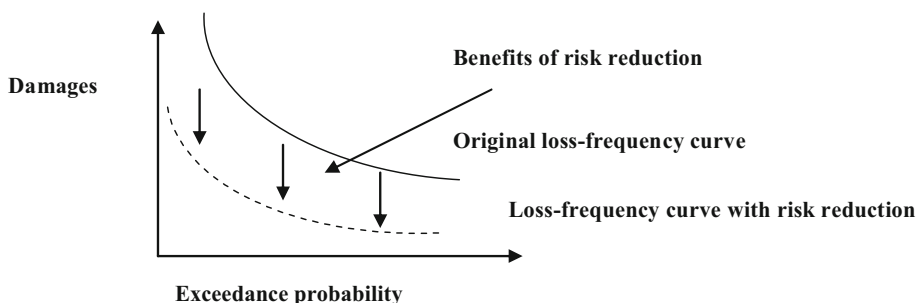 Benefits of risk reduction
Damages
Original loss-frequency curve
Loss-frequency curve with risk reduction
Exceedance probability